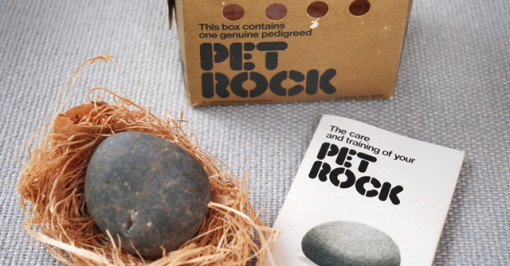 This box contains
one genuine pedigreed
PET
ROCK
The care
and training of your
PET
ROCK